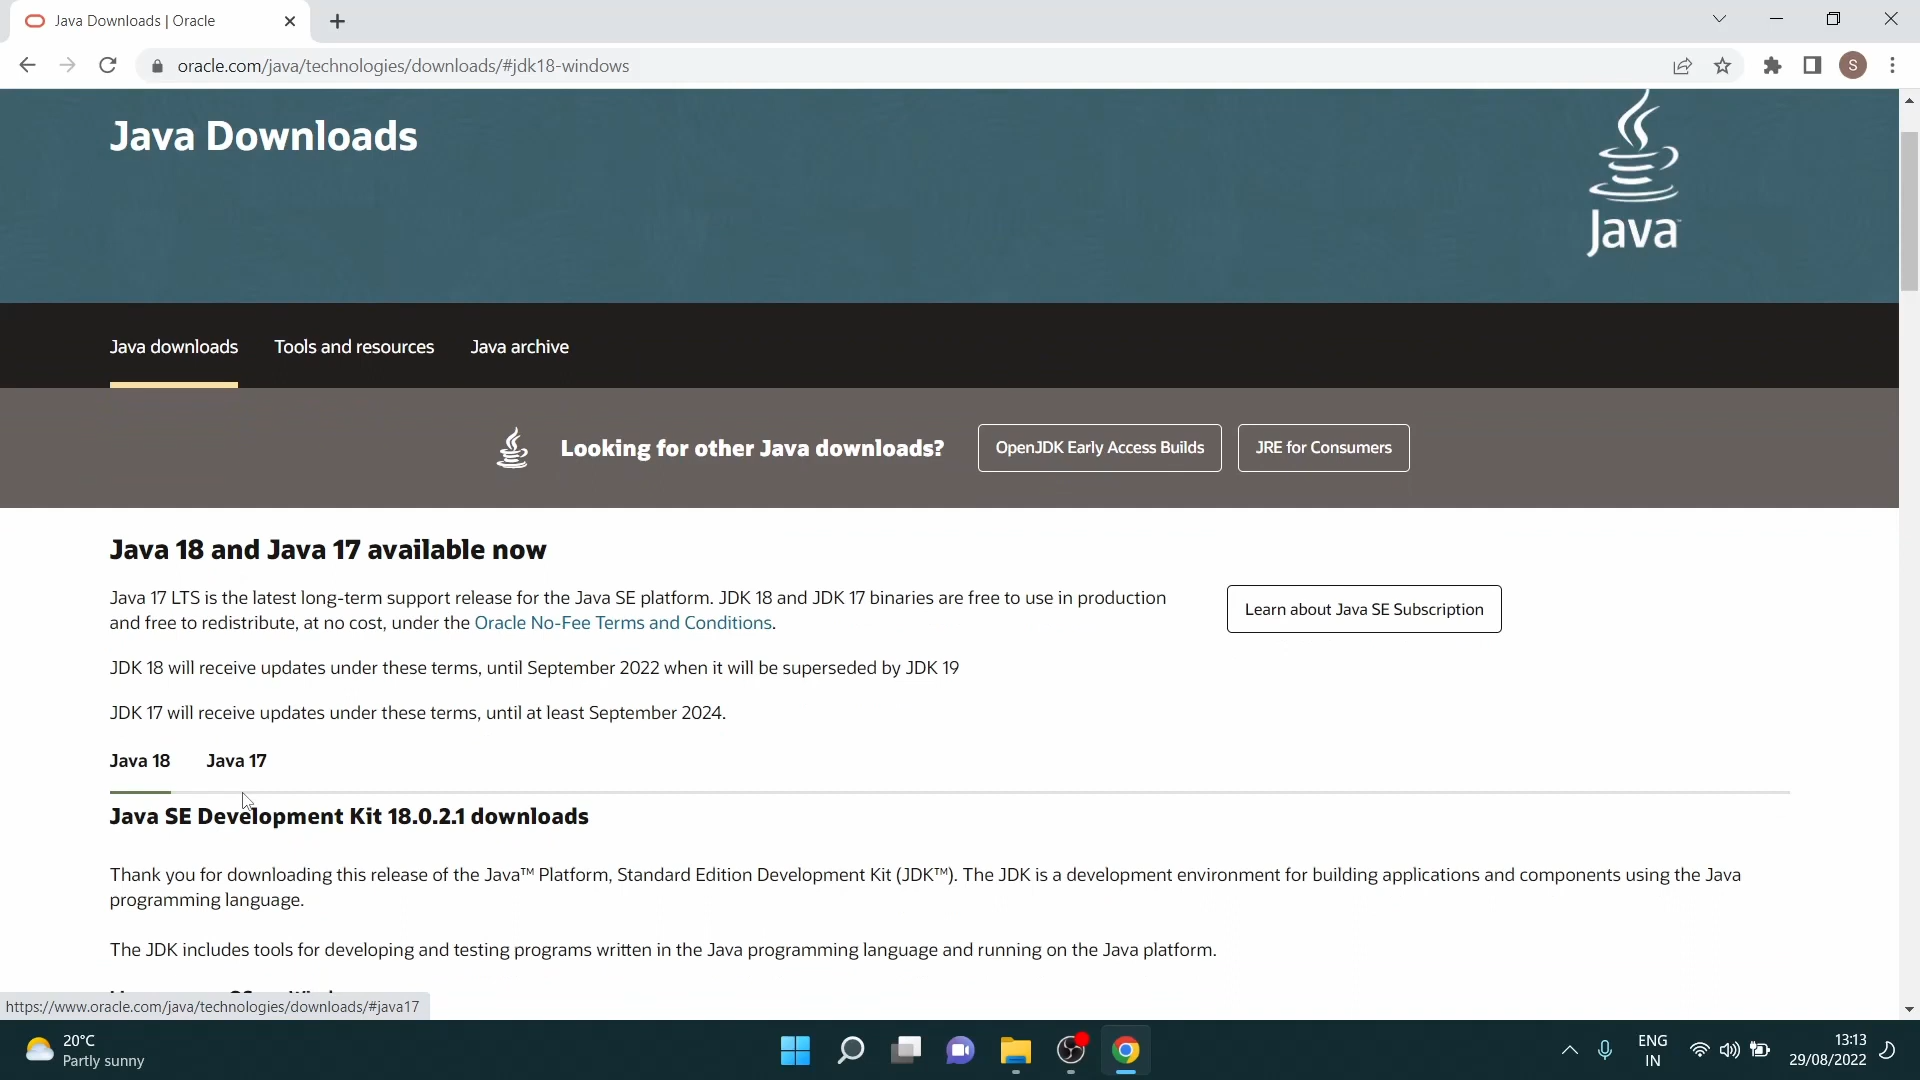 Java Downloads | Oracle
oracle.com/java/technologies/downloads/#jdk18-windows
S
Java Downloads
Java™
Java downloads Tools and resources Java archive
Looking for other Java downloads? OpenJDK Early Access Builds JRE for Consumers
Java 18 and Java 17 available now
Java 17 LTS is the latest long-term support release for the Java SE platform. JDK 18 and JDK 17 binaries are free to use in production
and free to redistribute, at no cost, under the Oracle No-Fee Terms and Conditions.
Learn about Java SE Subscription
JDK 18 will receive updates under these terms, until September 2022 when it will be superseded by JDK 19
JDK 17 will receive updates under these terms, until at least September 2024.
Java 18 Java 17
Java SE Development Kit 18.0.2.1 downloads
Thank you for downloading this release of the Java™ Platform, Standard Edition Development Kit (JDK™). The JDK is a development environment for building applications and components using the Java
programming language.
The JDK includes tools for developing and testing programs written in the Java programming language and running on the Java platform.
https://www.oracle.com/java/technologies/downloads/#java17
20°C
Partly sunny
ENG
IN
13:13
29/08/2022